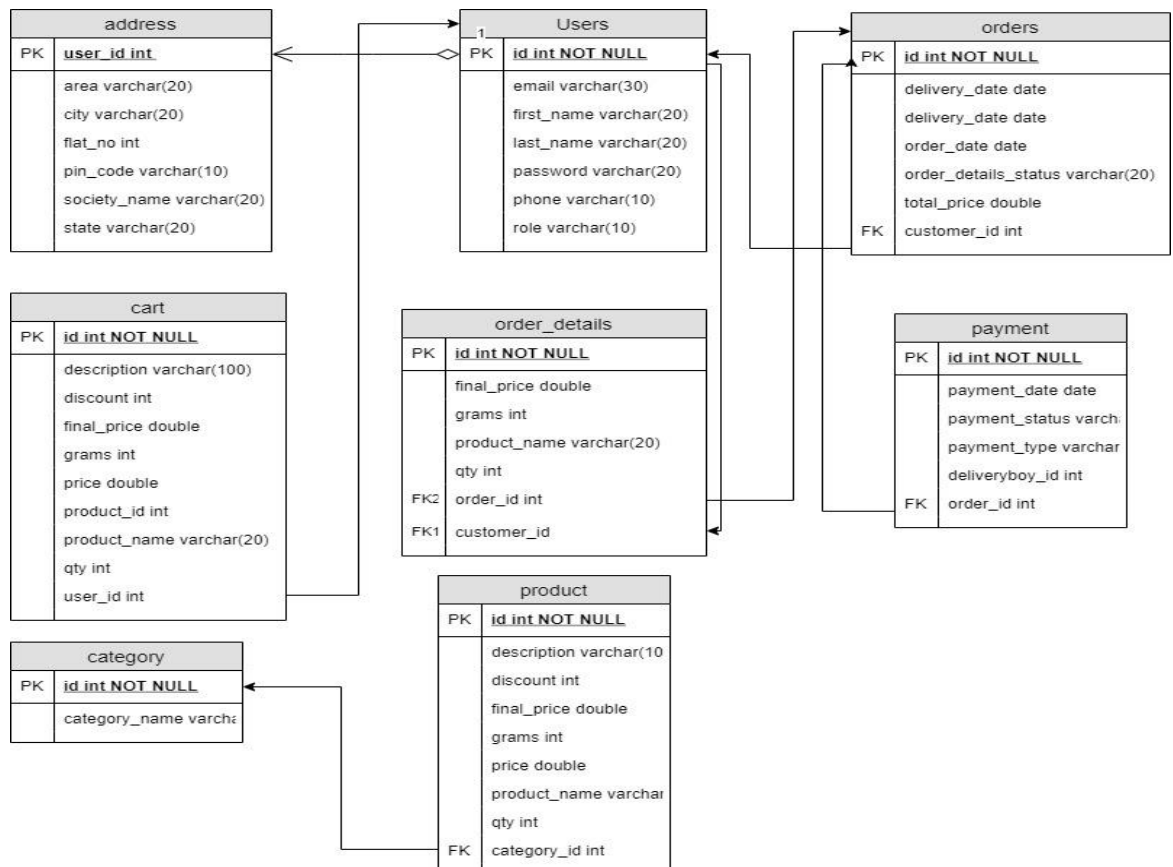 address
PK user_id int
area varchar(20)
city varchar(20)
flat_no int
pin_code varchar(10)
society_name varchar(20)
state varchar(20)
Users
1
PK id int NOT NULL
email varchar(30)
first_name varchar(20)
last_name varchar(20)
password varchar(20)
phone varchar(10)
role varchar(10)
orders
PK id int NOT NULL
delivery_date date
delivery_date date
order_date date
order_details_status varchar(20)
total_price double
FK customer_id int
cart
PK id int NOT NULL
description varchar(100)
discount int
final_price double
grams int
price double
product_id int
product_name varchar(20)
qty int
user_id int
order_details
PK id int NOT NULL
final_price double
grams int
product_name varchar(20)
qty int
FK2 order_id int
FK1 customer_id
payment
PK id int NOT NULL
payment_date date
payment_status varch
payment_type varchar
deliveryboy_id int
FK order_id int
category
PK id int NOT NULL
category_name varcha
product
PK id int NOT NULL
description varchar(10
discount int
final_price double
grams int
price double
product_name varchar
qty int
FK category_id int